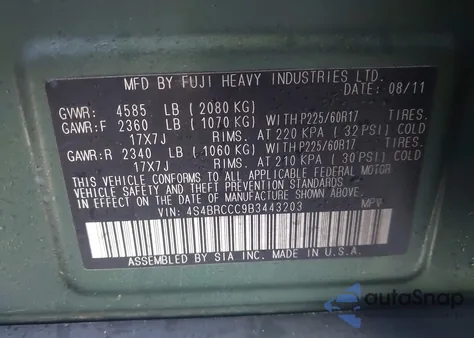 MFD BY FUJI HEAVY INDUSTRIES LTD.
DATE: 08/11
GVWR: 4585 LB (2080 KG)
GAWR:F 2360 LB (1070 KG) WITH P225/60R17 TIRES.
17X7J RIMS. AT 220 KPA (32 PSI) COLD
GAWR:R 2340 LB (1060 KG) WITH P225/60R17 TIRES.
17X7J RIMS. AT 210 KPA (30 PSI) COLD
THIS VEHICLE CONFORMS TO ALL APPLICABLE FEDERAL MOTOR
VEHICLE SAFETY AND THEFT PREVENTION STANDARDS
IN EFFECT ON THE DATE OF MANUFACTURE SHOWN ABOVE.
VIN: 4S4BRCCC9B3443203 MPV
ASSEMBLED BY SIA INC. MADE IN U.S.A.
autoSnap